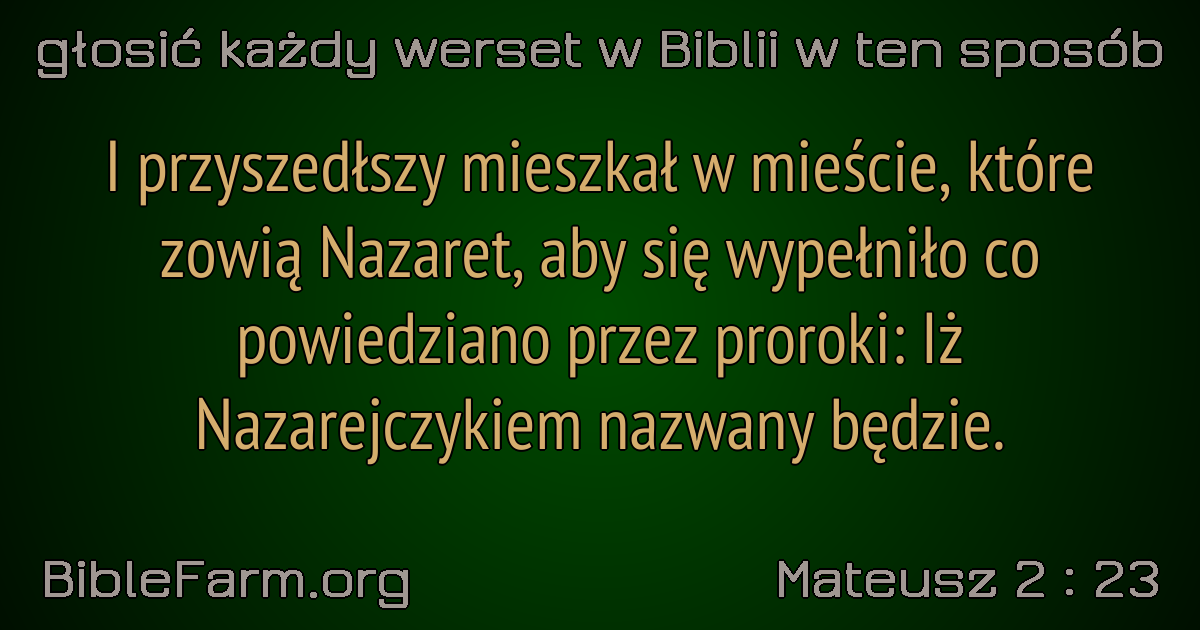 głosić każdy werset w Biblii w ten sposób
I przyszedłszy mieszkał w mieście, które
zowią Nazaret, aby się wypełniło co
powiedziano przez proroki: Iż
Nazarejczykiem nazwany będzie.
BibleFarm.org
Mateusz 2 : 23